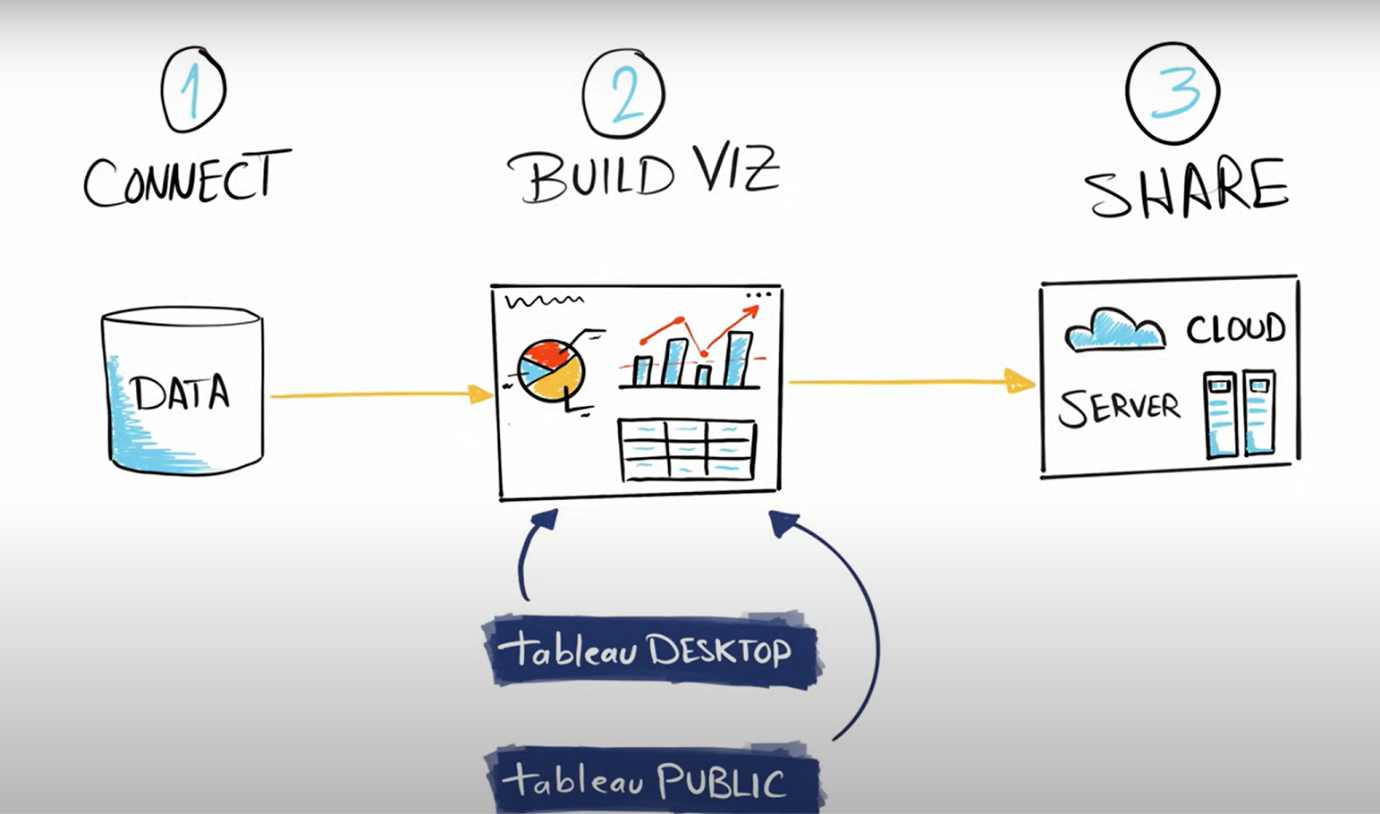 1
CONNECT
2
BUILD VIZ
3
SHARE
DATA
CLOUD
SERVER
tableau DESKTOP
tableau PUBLIC